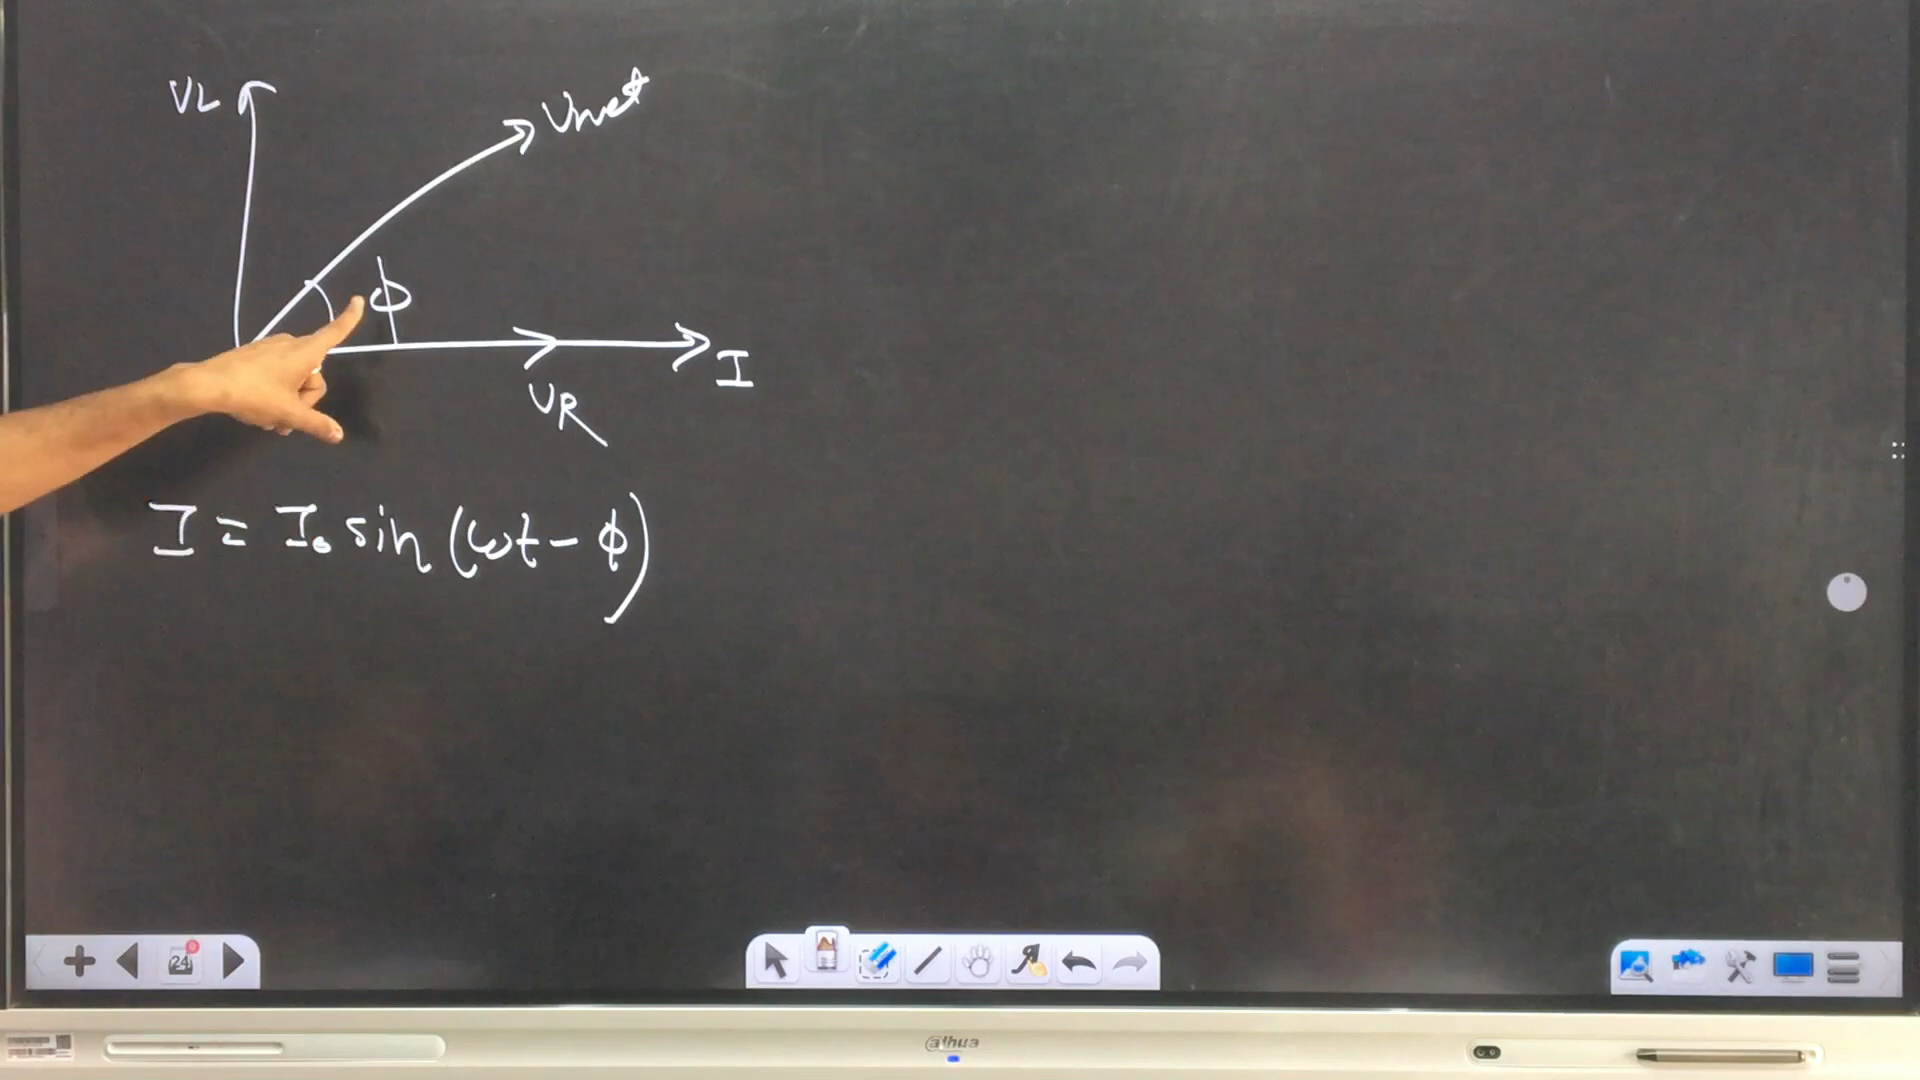 VL
Vnet
ϕ
I
VR
I = I₀ sin (ωt - ϕ)
24
alhua